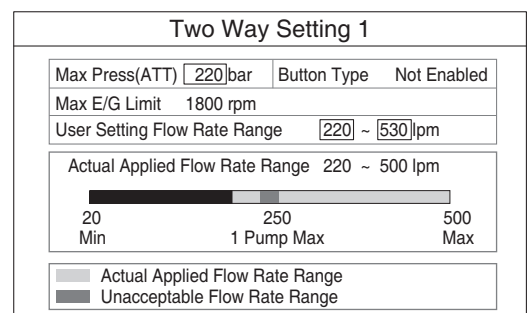 Two Way Setting 1
Max Press(ATT) 220 bar Button Type Not Enabled
Max E/G Limit 1800 rpm
User Setting Flow Rate Range 220 ~ 530 lpm
Actual Applied Flow Rate Range 220 ~ 500 lpm
20 250 500
Min 1 Pump Max Max
Actual Applied Flow Rate Range
Unacceptable Flow Rate Range